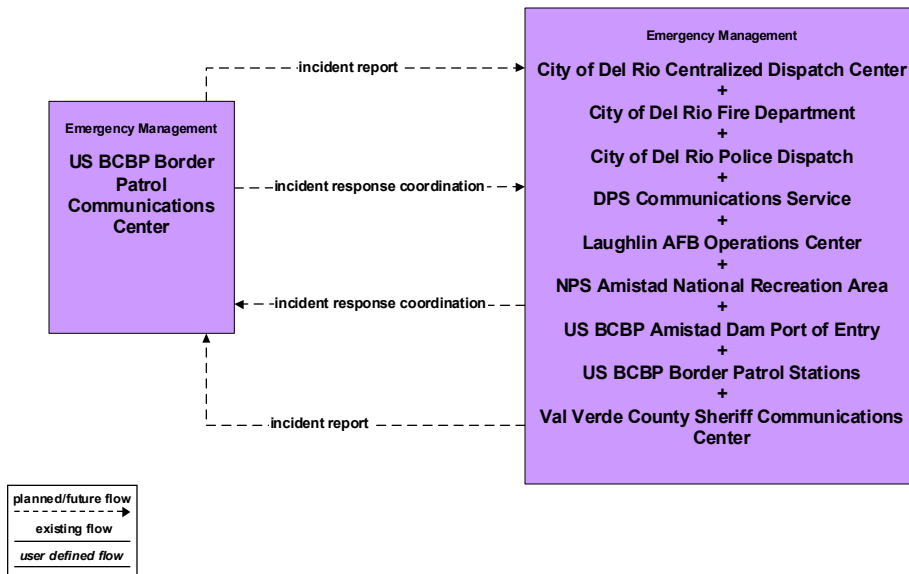 Emergency Management
US BCBP Border
Patrol
Communications
Center
incident report
incident response coordination
incident response coordination
incident report
Emergency Management
City of Del Rio Centralized Dispatch Center
+
City of Del Rio Fire Department
+
City of Del Rio Police Dispatch
+
DPS Communications Service
+
Laughlin AFB Operations Center
+
NPS Amistad National Recreation Area
+
US BCBP Amistad Dam Port of Entry
+
US BCBP Border Patrol Stations
+
Val Verde County Sheriff Communications
Center
planned/future flow
existing flow
user defined flow